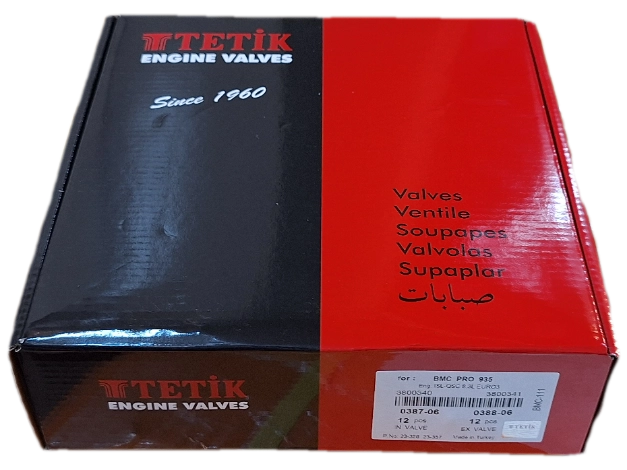 TETİK
ENGINE VALVES
Since 1960
Valves
Ventile
Soupapes
Valvolas
Supaplar
صبابات
TETİK
ENGINE VALVES
for : BMC PRO 935
3800340 3800341
0387-06 0388-06
12 pcs 12 pcs
IN. VALVE EX. VALVE
Made in Turkey
BMC-111